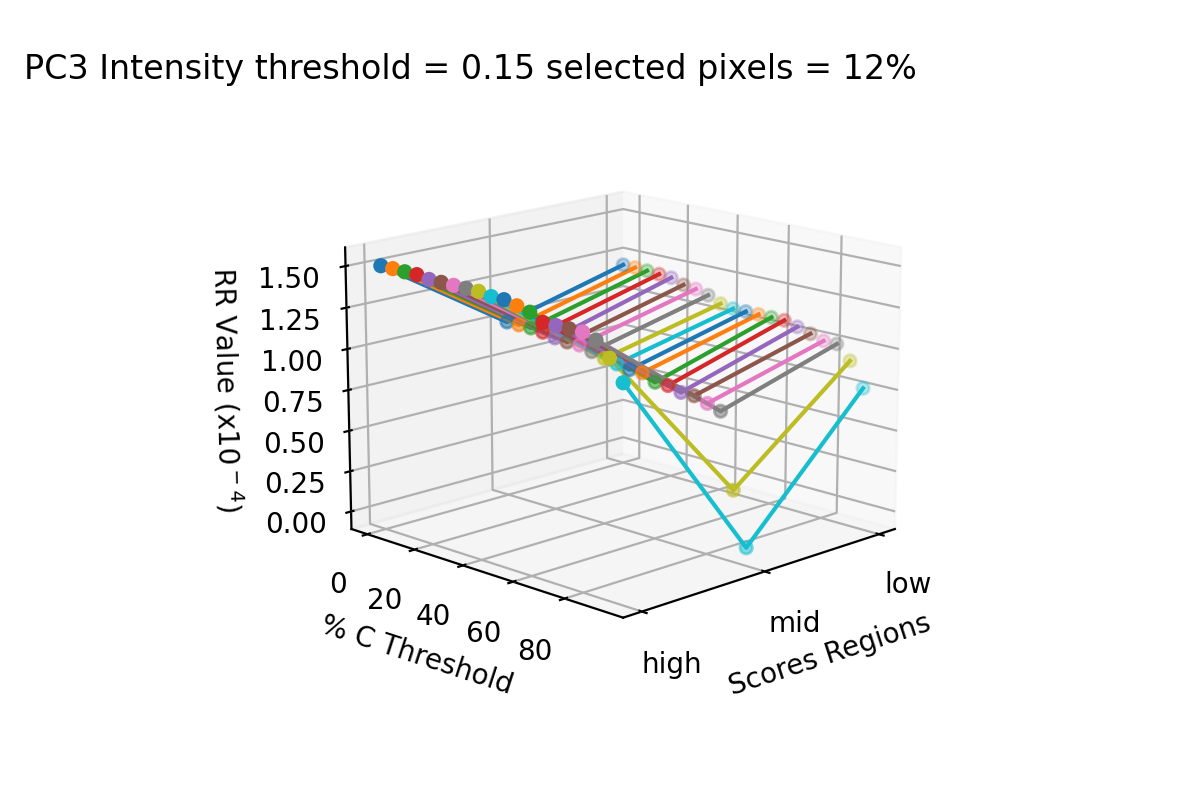 PC3 Intensity threshold = 0.15 selected pixels = 12%
RR Value (x10⁻⁴)
1.50
1.25
1.00
0.75
0.50
0.25
0.00
0
20
40
60
80
% C Threshold
high
mid
low
Scores Regions